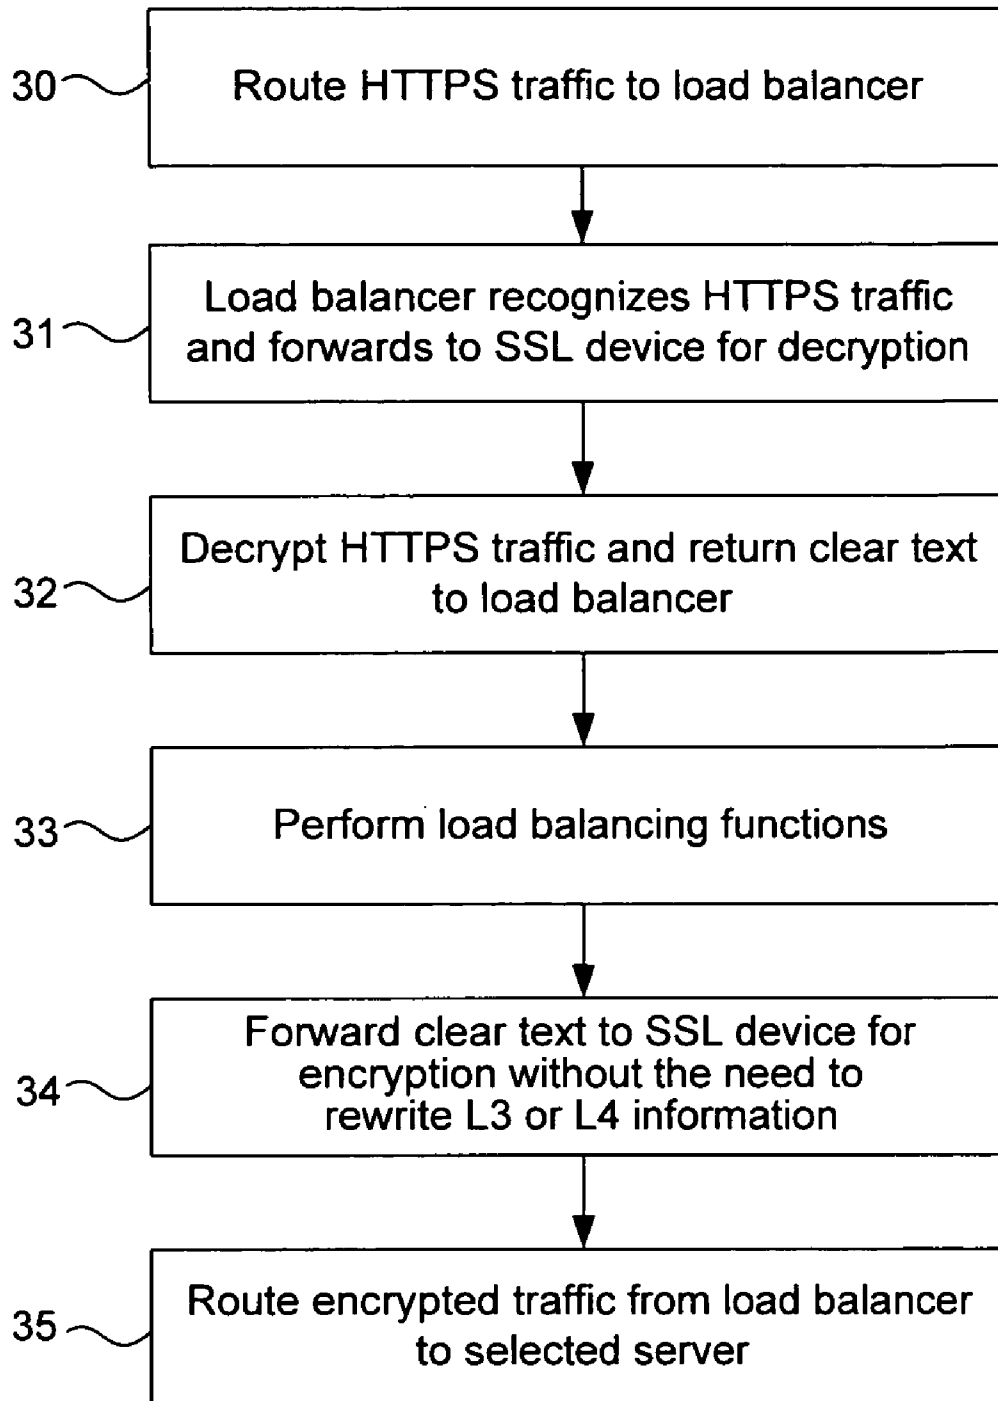 30
Route HTTPS traffic to load balancer
31
Load balancer recognizes HTTPS traffic
and forwards to SSL device for decryption
32
Decrypt HTTPS traffic and return clear text
to load balancer
33
Perform load balancing functions
34
Forward clear text to SSL device for
encryption without the need to
rewrite L3 or L4 information
35
Route encrypted traffic from load balancer
to selected server